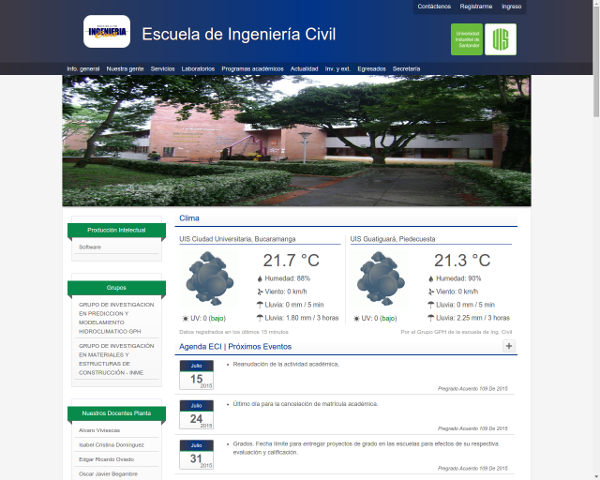 Contáctenos Registrarme Ingreso
INGENIERIA
Escuela de Ingeniería Civil
Universidad
Industrial de
Santander
UIS
Info. general Nuestra gente Servicios Laboratorios Programas académicos Actualidad Inv. y ext. Egresados Secretaría
Producción Intelectual
Software
Grupos
GRUPO DE INVESTIGACION
EN PREDICCION Y
MODELAMIENTO
HIDROCLIMATICO GPH
GRUPO DE INVESTIGACIÓN
EN MATERIALES Y
ESTRUCTURAS DE
CONSTRUCCIÓN - INME
Nuestros Docentes Planta
Alvaro Viviescas
Isabel Cristina Dominguez
Edgar Ricardo Oviedo
Oscar Javier Begambre
Clima
UIS Ciudad Universitaria, Bucaramanga
21.7 °C
Humedad: 88%
Viento: 0 km/h
Lluvia: 0 mm / 5 min
UV: 0 (bajo)
Lluvia: 1.80 mm / 3 horas
UIS Guatiguará, Piedecuesta
21.3 °C
Humedad: 90%
Viento: 0 km/h
Lluvia: 0 mm / 5 min
UV: 0 (bajo)
Lluvia: 2.25 mm / 3 horas
Datos registrados en los últimos 15 minutos
Por el Grupo GPH de la escuela de Ing. Civil
Agenda ECI | Próximos Eventos +
Julio
15
2015
Reanudación de la actividad académica.
Pregrado Acuerdo 109 De 2015
Julio
24
2015
Último día para la cancelación de matrícula académica.
Pregrado Acuerdo 109 De 2015
Julio
31
2015
Grados. Fecha límite para entregar proyectos de grado en las escuelas para efectos de su respectiva
evaluación y calificación.
Pregrado Acuerdo 109 De 2015